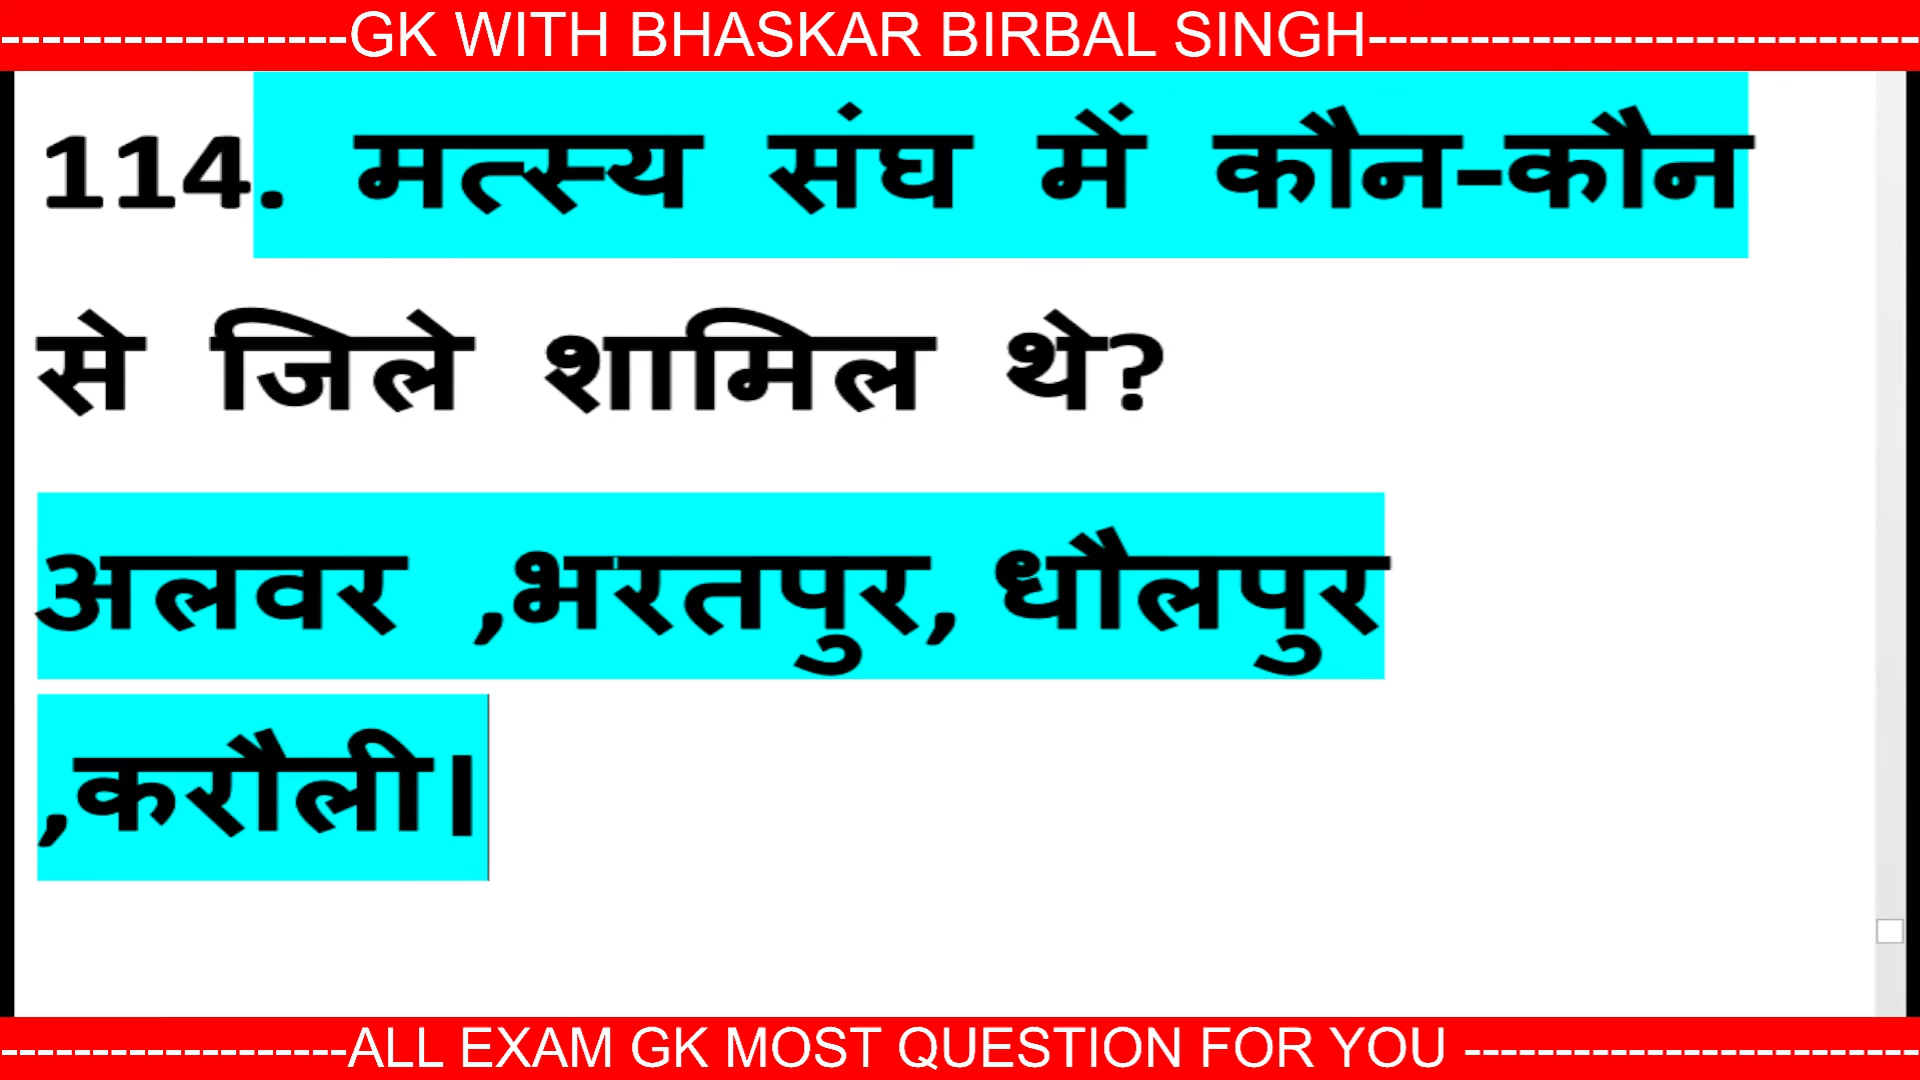 -----------------GK WITH BHASKAR BIRBAL SINGH---------------------------
114. मत्स्य संघ में कौन-कौन
से जिले शामिल थे?
अलवर ,भरतपुर, धौलपुर
,करौली।
-------------------ALL EXAM GK MOST QUESTION FOR YOU -------------------------